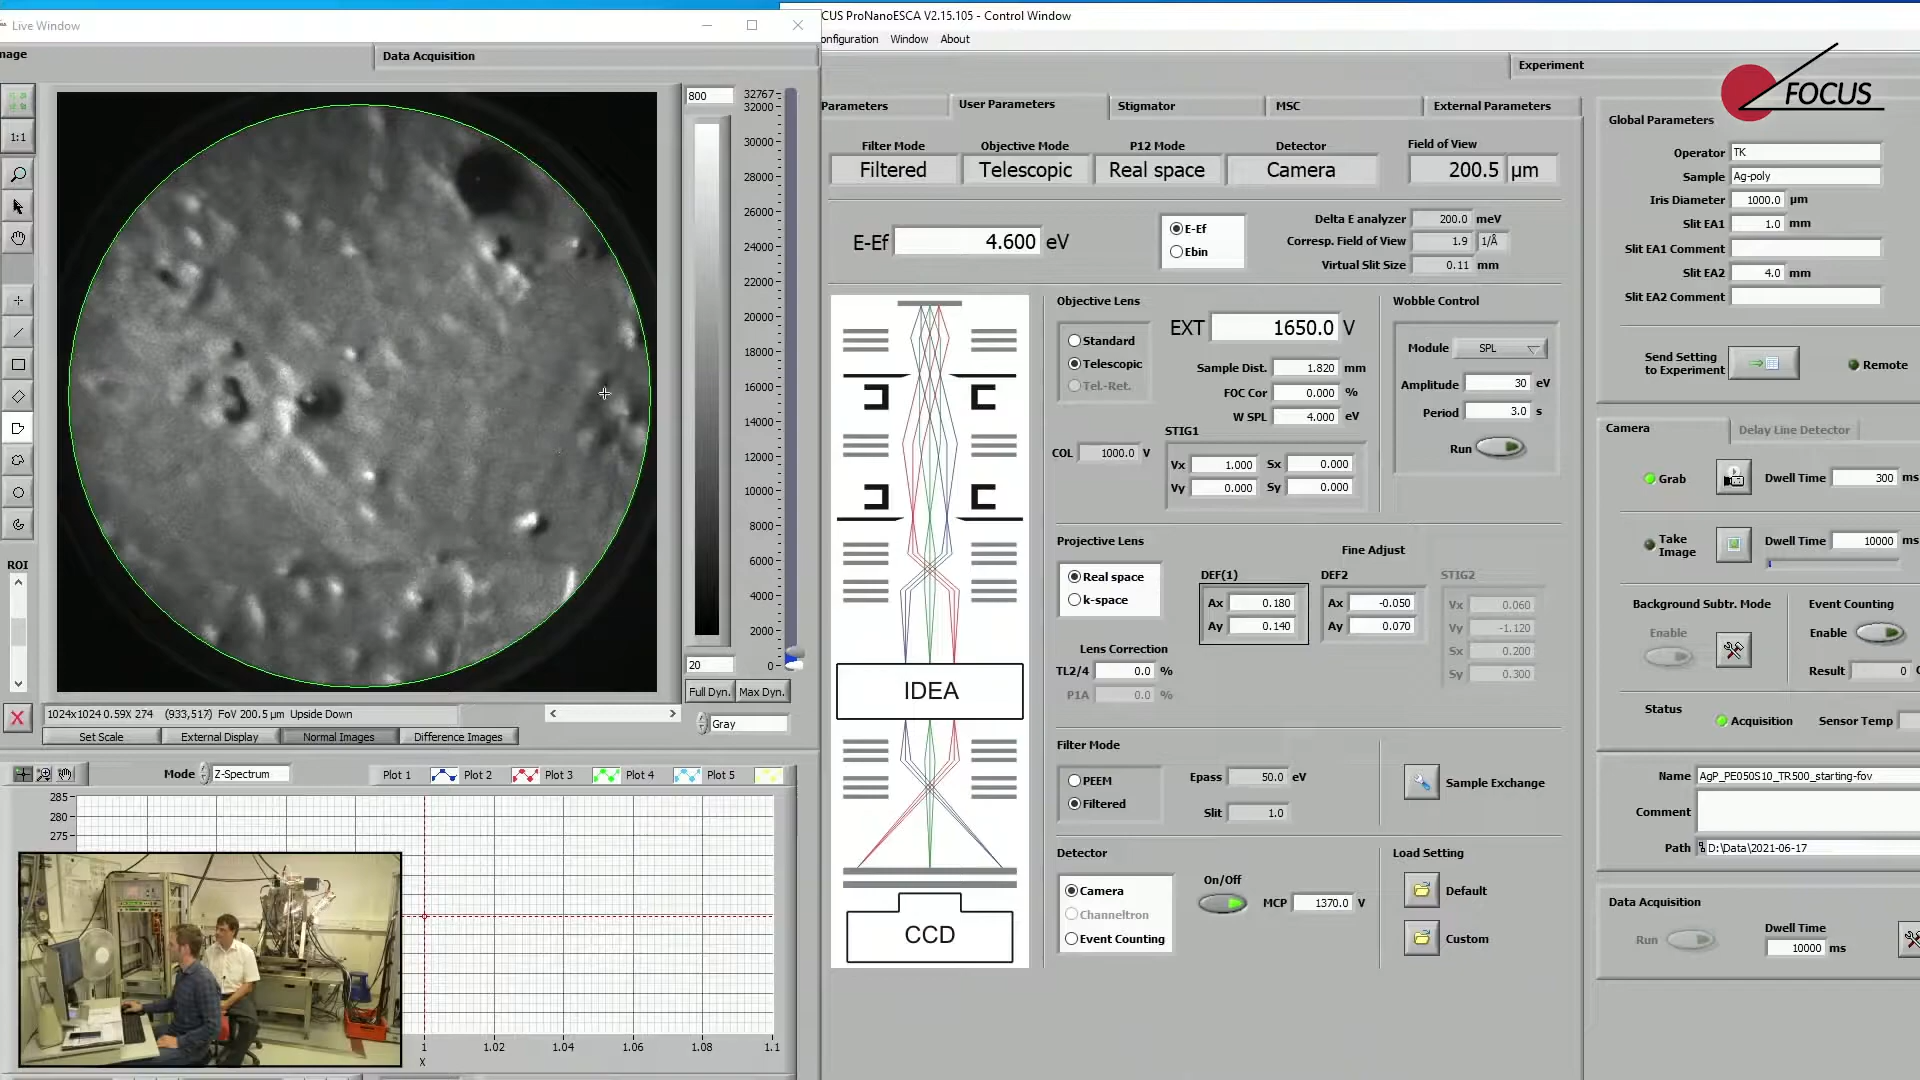 Live Window
mage
Data Acquisition
1:1
ROI
800
32767
32000
30000
28000
26000
24000
22000
20000
18000
16000
14000
12000
10000
8000
6000
4000
2000
0
20
Full Dyn. Max Dyn.
Gray
1024x1024 0.59X 274 (933,517) FoV 200.5 µm Upside Down
Set Scale External Display Normal Images Difference Images
Mode Z-Spectrum Plot 1 Plot 2 Plot 3 Plot 4 Plot 5
285
280
275
1 1.02 1.04 1.06 1.08 1.1
X
CUS ProNanoESCA V2.15.105 - Control Window
onfiguration Window About
Experiment
Parameters User Parameters Stigmator MSC External Parameters
Filter Mode Objective Mode P12 Mode Detector Field of View
Filtered Telescopic Real space Camera 200.5 µm
E-Ef 4.600 eV
E-Ef
Ebin
Delta E analyzer 200.0 meV
Corresp. Field of View 1.9 1/Å
Virtual Slit Size 0.11 mm
IDEA
CCD
Objective Lens
Standard
Telescopic
Tel.-Ret.
EXT 1650.0 V
Sample Dist. 1.820 mm
FOC Cor 0.000 %
W SPL 4.000 eV
COL 1000.0 V
STIG1
Vx 1.000 Sx 0.000
Vy 0.000 Sy 0.000
Wobble Control
Module SPL
Amplitude 30 eV
Period 3.0 s
Run
Projective Lens
Real space
k-space
Fine Adjust
DEF(1) DEF2 STIG2
Ax 0.180 Ax -0.050 Vx 0.060
Ay 0.140 Ay 0.070 Vy -1.120
Sx 0.200
Sy 0.300
Lens Correction
TL2/4 0.0 %
P1A 0.0 %
Filter Mode
PEEM
Filtered
Epass 50.0 eV
Slit 1.0
Sample Exchange
Detector
Camera
Channeltron
Event Counting
On/Off
MCP 1370.0 V
Load Setting
Default
Custom
FOCUS
Global Parameters
Operator TK
Sample Ag-poly
Iris Diameter 1000.0 µm
Slit EA1 1.0 mm
Slit EA1 Comment
Slit EA2 4.0 mm
Slit EA2 Comment
Send Setting
to Experiment
Remote
Camera Delay Line Detector
Grab Dwell Time 300 ms
Take
Image
Dwell Time 10000 ms
Background Subtr. Mode Event Counting
Enable Enable
Result 0
Status Acquisition Sensor Temp
Name AgP_PE050S10_TR500_starting-fov
Comment
Path D:\Data\2021-06-17
Data Acquisition
Run
Dwell Time
10000 ms